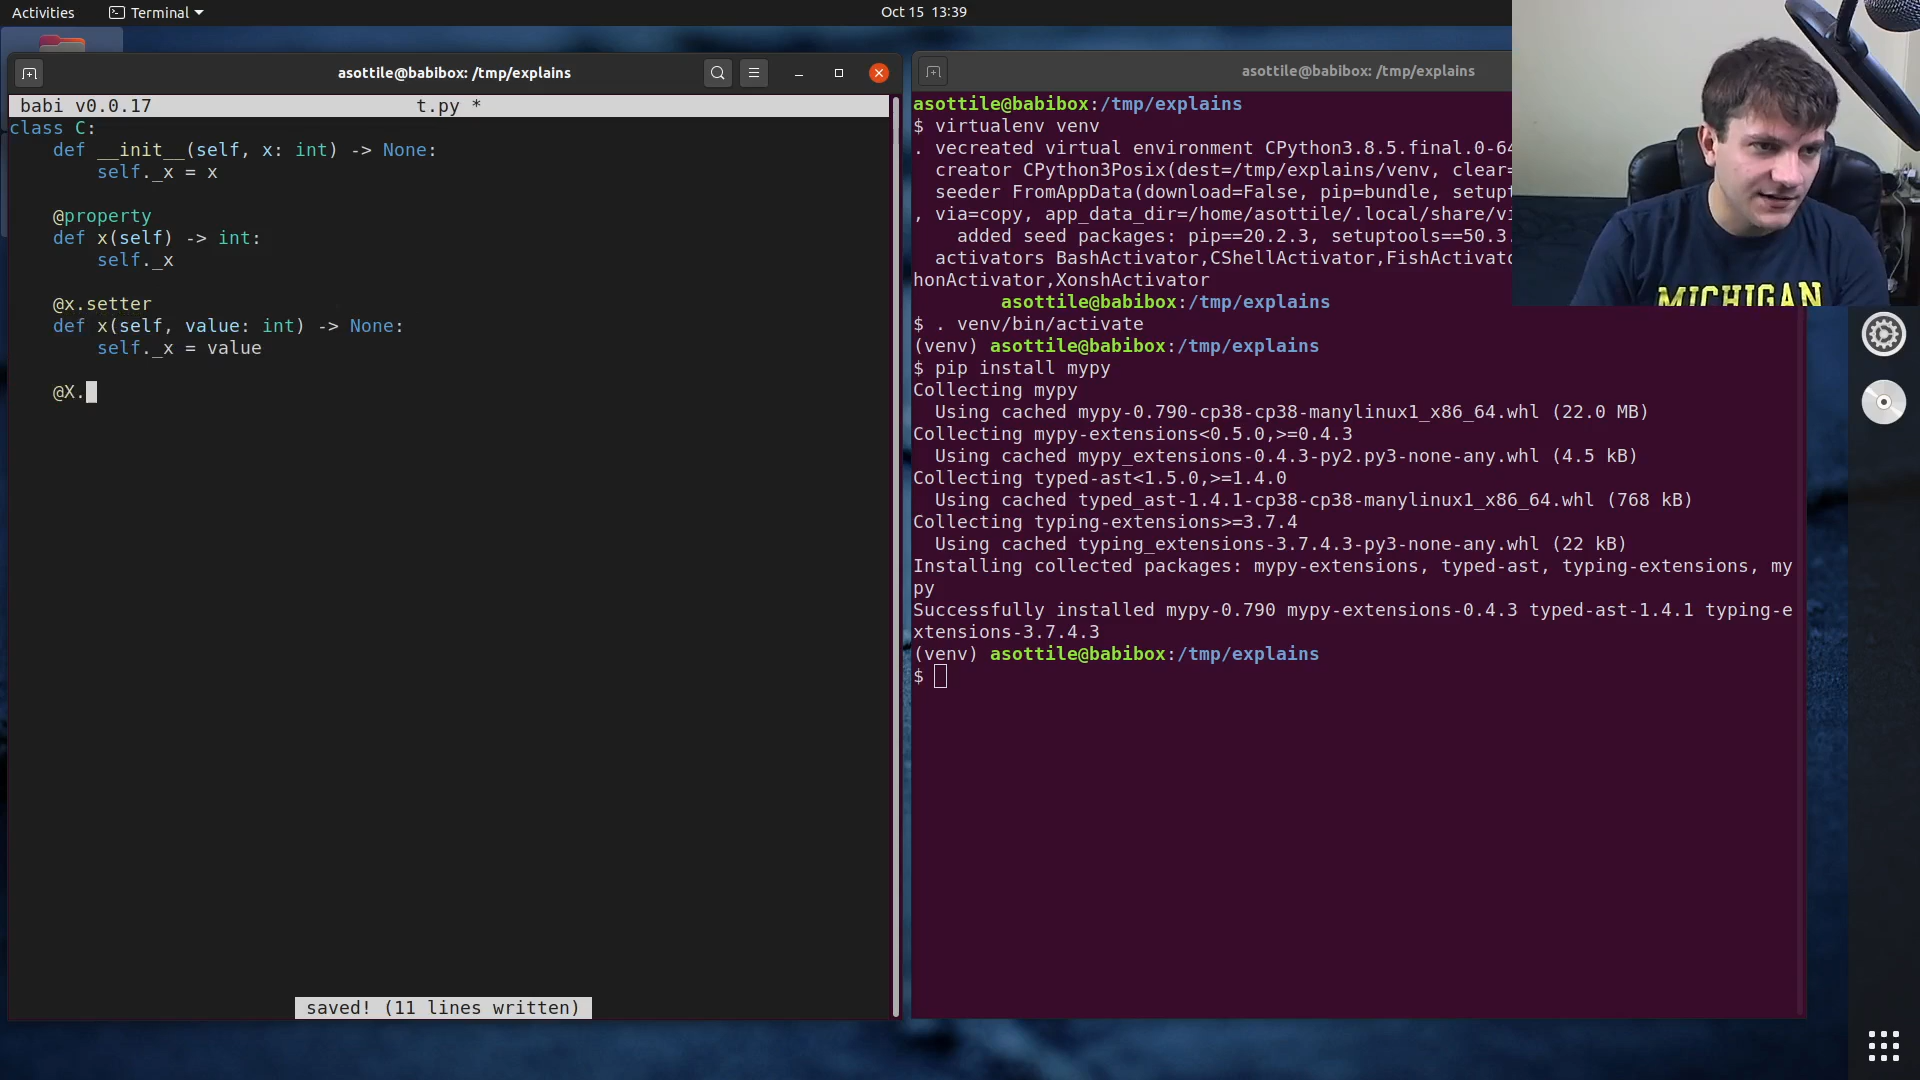 Activities
Terminal
Oct 15 13:39
asottile@babibox: /tmp/explains
babi v0.0.17
t.py *
class C:
    def __init__(self, x: int) -> None:
        self._x = x
    @property
    def x(self) -> int:
        self._x
    @x.setter
    def x(self, value: int) -> None:
        self._x = value
    @X.
saved! (11 lines written)
asottile@babibox: /tmp/explains
asottile@babibox:/tmp/explains
$ virtualenv venv
. vecreated virtual environment CPython3.8.5.final.0-64
  creator CPython3Posix(dest=/tmp/explains/venv, clear=
  seeder FromAppData(download=False, pip=bundle, setupt
, via=copy, app_data_dir=/home/asottile/.local/share/vi
    added seed packages: pip==20.2.3, setuptools==50.3.
  activators BashActivator,CShellActivator,FishActivato
honActivator,XonshActivator
        asottile@babibox:/tmp/explains
$ . venv/bin/activate
(venv) asottile@babibox:/tmp/explains
$ pip install mypy
Collecting mypy
  Using cached mypy-0.790-cp38-cp38-manylinux1_x86_64.whl (22.0 MB)
Collecting mypy-extensions<0.5.0,>=0.4.3
  Using cached mypy_extensions-0.4.3-py2.py3-none-any.whl (4.5 kB)
Collecting typed-ast<1.5.0,>=1.4.0
  Using cached typed_ast-1.4.1-cp38-cp38-manylinux1_x86_64.whl (768 kB)
Collecting typing-extensions>=3.7.4
  Using cached typing_extensions-3.7.4.3-py3-none-any.whl (22 kB)
Installing collected packages: mypy-extensions, typed-ast, typing-extensions, my
py
Successfully installed mypy-0.790 mypy-extensions-0.4.3 typed-ast-1.4.1 typing-e
xtensions-3.7.4.3
(venv) asottile@babibox:/tmp/explains
$
MICHIGAN